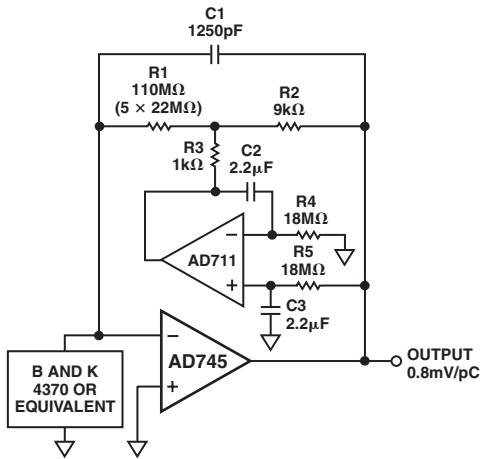 C1
1250pF
R1
110MΩ
(5 × 22MΩ)
R2
9kΩ
R3
1kΩ
C2
2.2μF
R4
18MΩ
–
AD711
R5
18MΩ
+
C3
2.2μF
–
AD745
+
B AND K
4370 OR
EQUIVALENT
OUTPUT
0.8mV/pC